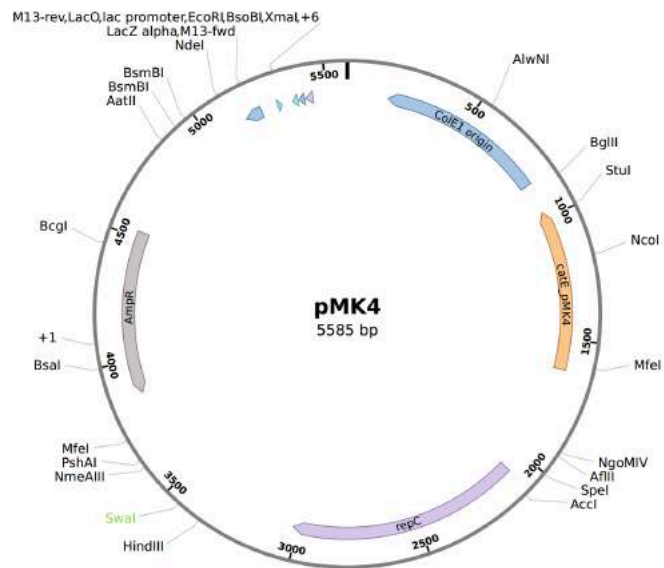 M13-rev,LacO,lac promoter,EcoRI,BsoBI,XmaI,+6
LacZ alpha,M13-fwd
NdeI
BsmBI
BsmBI
AatII
BcgI
+1
BsaI
MfeI
PshAI
NmeAIII
SwaI
HindIII
AlwNI
BglII
StuI
NcoI
MfeI
NgoMIV
AflII
SpeI
AccI
5500
500
1000
1500
2000
2500
3000
3500
4000
4500
5000
ColE1 origin
catE_pMK4
repC
AmpR
pMK4
5585 bp